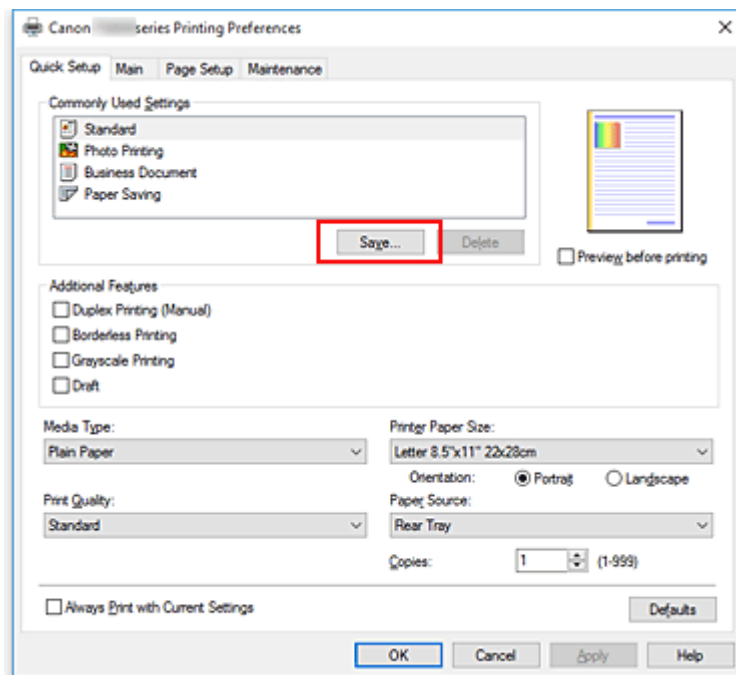 Canon series Printing Preferences
Quick Setup Main Page Setup Maintenance
Commonly Used Settings
Standard
Photo Printing
Business Document
Paper Saving
Save... Delete
Preview before printing
Additional Features
Duplex Printing (Manual)
Borderless Printing
Grayscale Printing
Draft
Media Type: Printer Paper Size:
Plain Paper Letter 8.5"x11" 22x28cm
Orientation: Portrait Landscape
Print Quality: Paper Source:
Standard Rear Tray
Copies: 1 (1-999)
Always Print with Current Settings Defaults
OK Cancel Apply Help